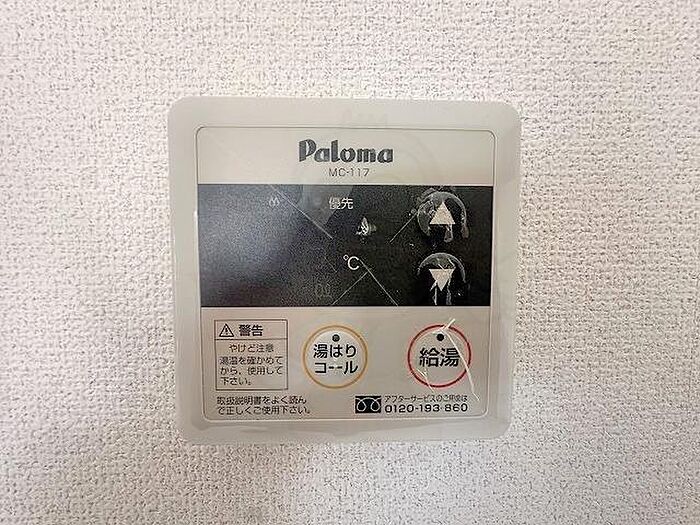 Paloma
MC-117
優先
℃
▲
▼
⚠ 警告
やけど注意
湯温を確かめて
から、使用して
下さい。
湯はり
コール
給湯
取扱説明書をよく読ん
で正しくご使用下さい。
アフターサービスのご用命は
0120-193-860